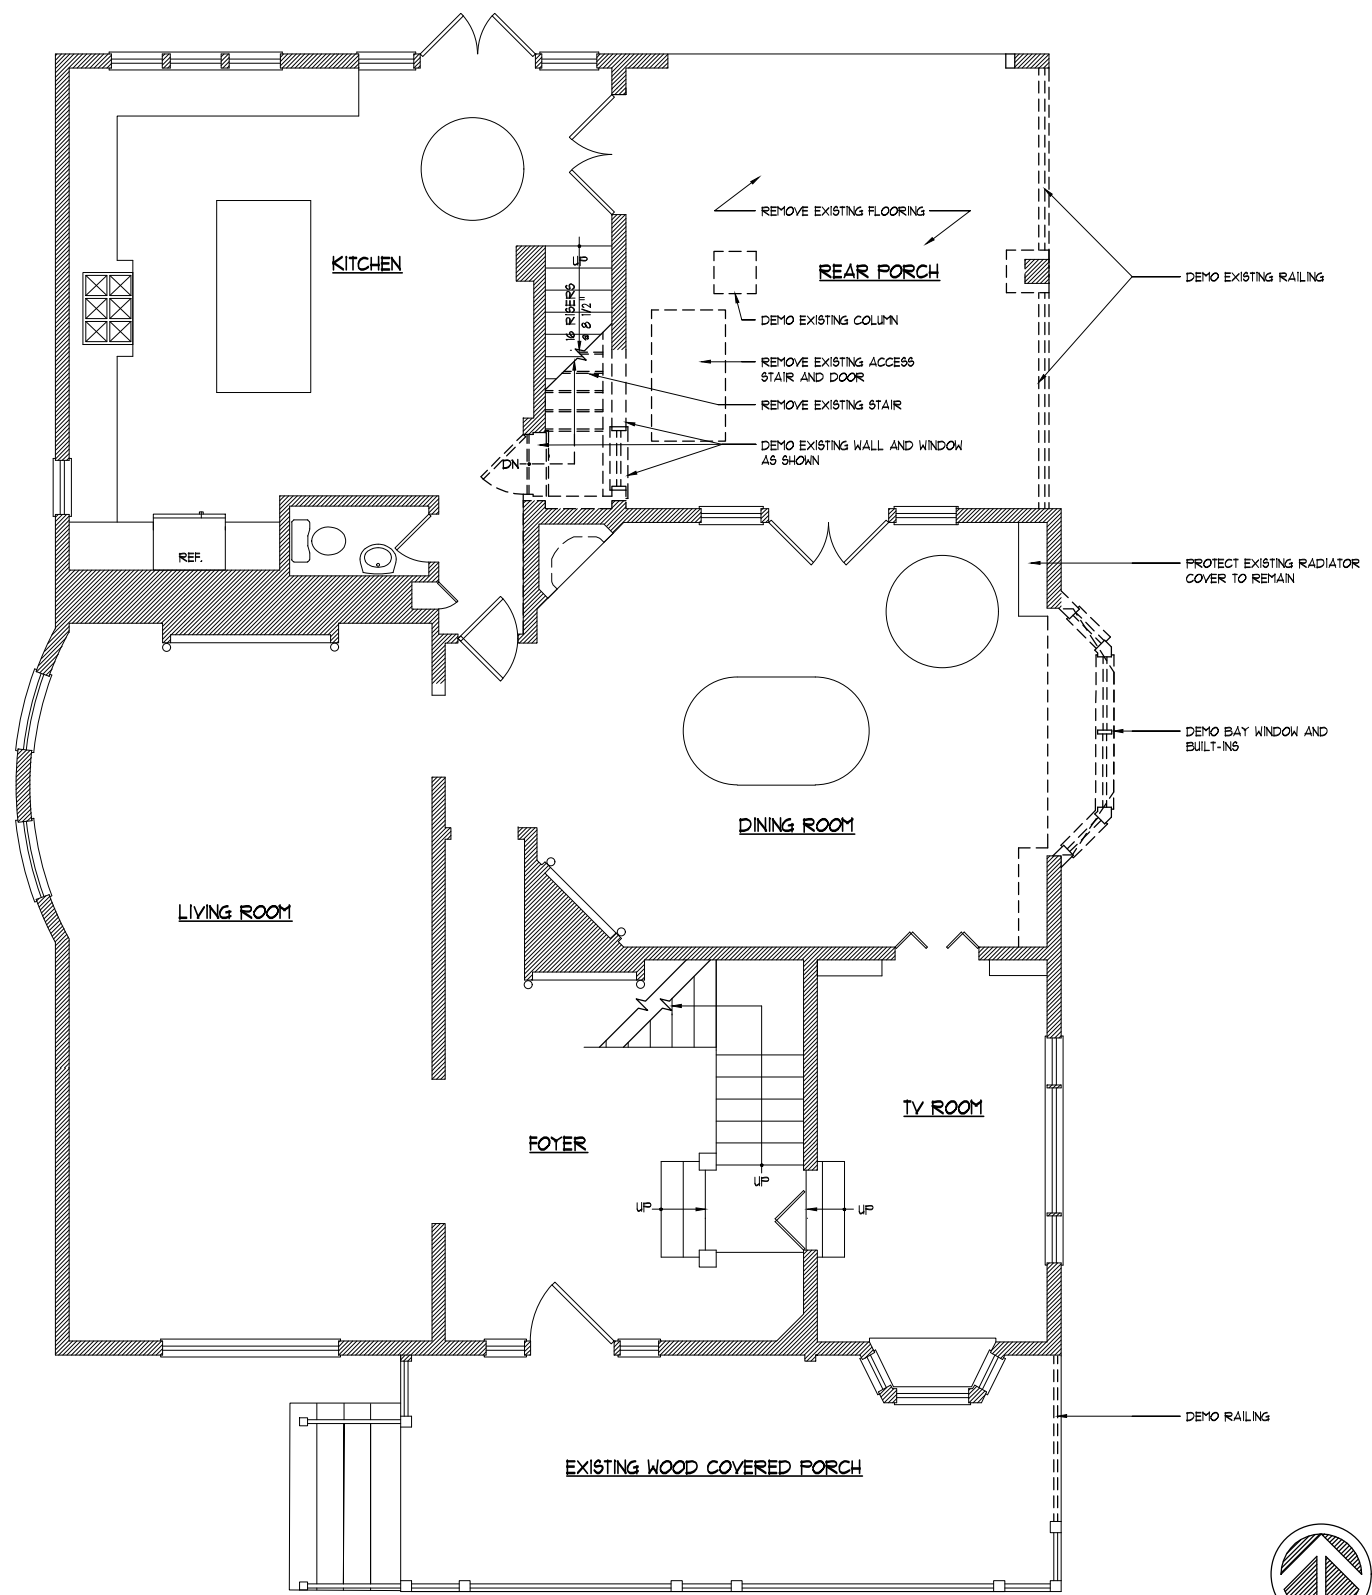 REMOVE EXISTING FLOORING
KITCHEN
UP
REAR PORCH
DEMO EXISTING RAILING
16 RISERS
@ 8 1/2"
DEMO EXISTING COLUMN
REMOVE EXISTING ACCESS
STAIR AND DOOR
REMOVE EXISTING STAIR
DEMO EXISTING WALL AND WINDOW
AS SHOWN
DN
REF.
PROTECT EXISTING RADIATOR
COVER TO REMAIN
DEMO BAY WINDOW AND
BUILT-INS
DINING ROOM
LIVING ROOM
TV ROOM
FOYER
UP
UP
UP
DEMO RAILING
EXISTING WOOD COVERED PORCH